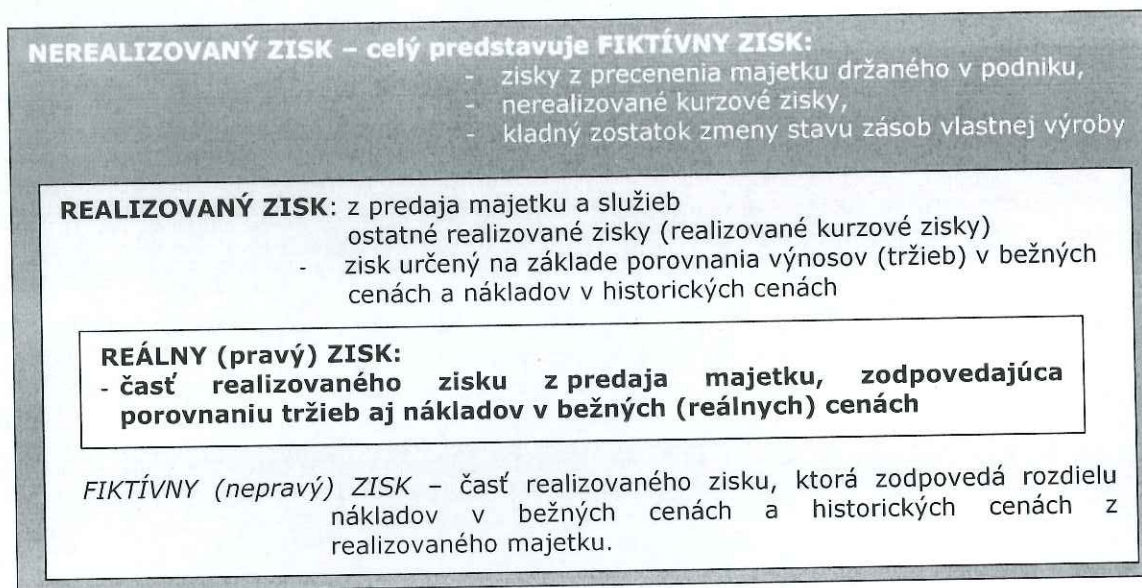 NEREALIZOVANÝ ZISK – celý predstavuje FIKTÍVNY ZISK:
- zisky z precenenia majetku držaného v podniku,
- nerealizované kurzové zisky,
- kladný zostatok zmeny stavu zásob vlastnej výroby
REALIZOVANÝ ZISK: z predaja majetku a služieb
ostatné realizované zisky (realizované kurzové zisky)
- zisk určený na základe porovnania výnosov (tržieb) v bežných
cenách a nákladov v historických cenách
REÁLNY (pravý) ZISK:
- časť realizovaného zisku z predaja majetku, zodpovedajúca
porovnaniu tržieb aj nákladov v bežných (reálnych) cenách
FIKTÍVNY (nepravý) ZISK – časť realizovaného zisku, ktorá zodpovedá rozdielu
nákladov v bežných cenách a historických cenách z
realizovaného majetku.